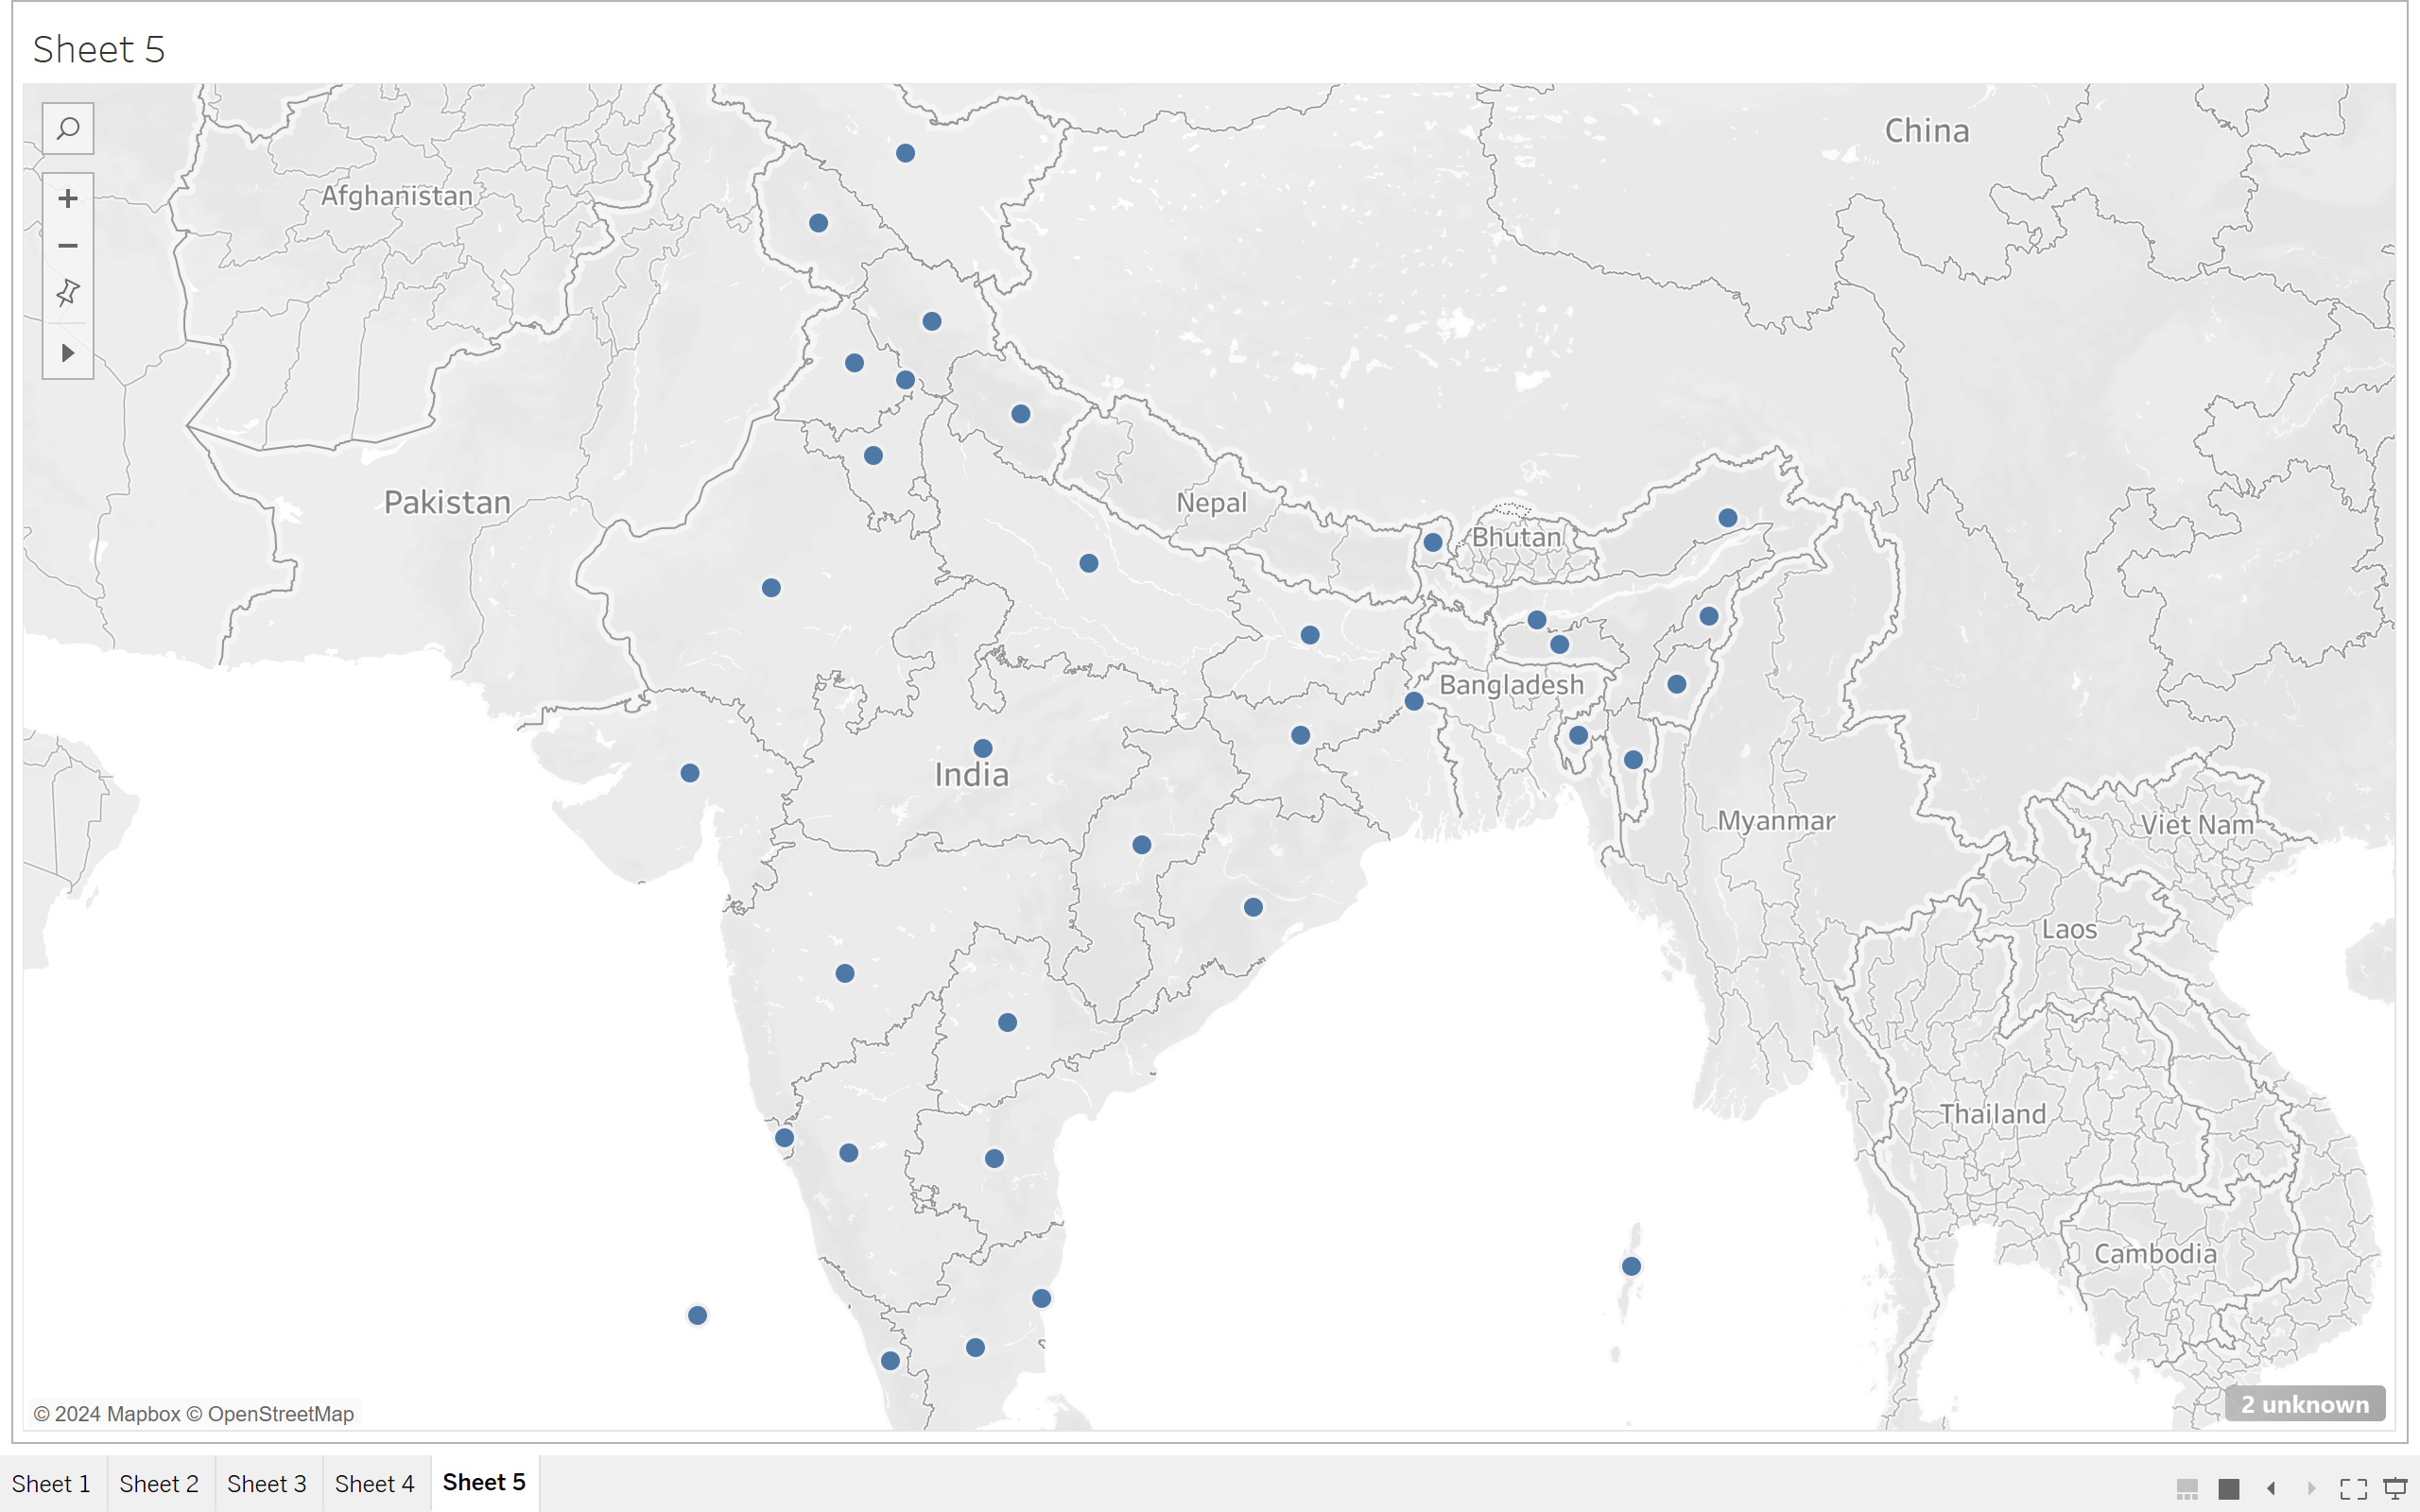 Sheet 5
China
Afghanistan
Pakistan
Nepal
Bhutan
Bangladesh
India
Myanmar
Viet Nam
Laos
Thailand
Cambodia
© 2024 Mapbox © OpenStreetMap
2 unknown
Sheet 1
Sheet 2
Sheet 3
Sheet 4
Sheet 5